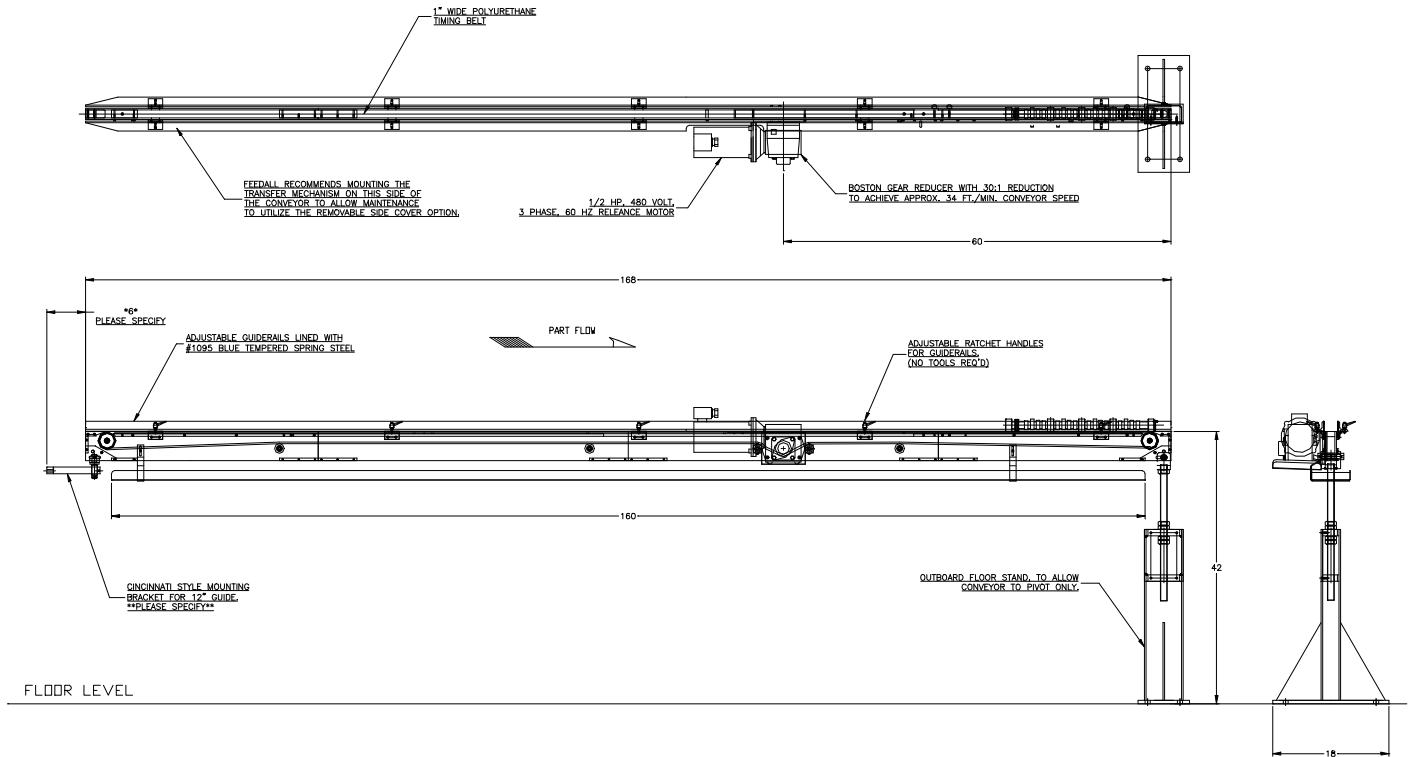 1" WIDE POLYURETHANE
TIMING BELT
FEEDALL RECOMMENDS MOUNTING THE
TRANSFER MECHANISM ON THIS SIDE OF
THE CONVEYOR TO ALLOW MAINTENANCE
TO UTILIZE THE REMOVABLE SIDE COVER OPTION.
1/2 HP, 480 VOLT,
3 PHASE, 60 HZ RELEANCE MOTOR
BOSTON GEAR REDUCER WITH 30:1 REDUCTION
TO ACHIEVE APPROX. 34 FT./MIN. CONVEYOR SPEED
60
168
*6*
PLEASE SPECIFY
ADJUSTABLE GUIDERAILS LINED WITH
#1095 BLUE TEMPERED SPRING STEEL
PART FLOW
ADJUSTABLE RATCHET HANDLES
FOR GUIDERAILS.
(NO TOOLS REQ'D)
160
CINCINNATI STYLE MOUNTING
BRACKET FOR 12" GUIDE.
**PLEASE SPECIFY**
OUTBOARD FLOOR STAND, TO ALLOW
CONVEYOR TO PIVOT ONLY.
42
FLOOR LEVEL
18